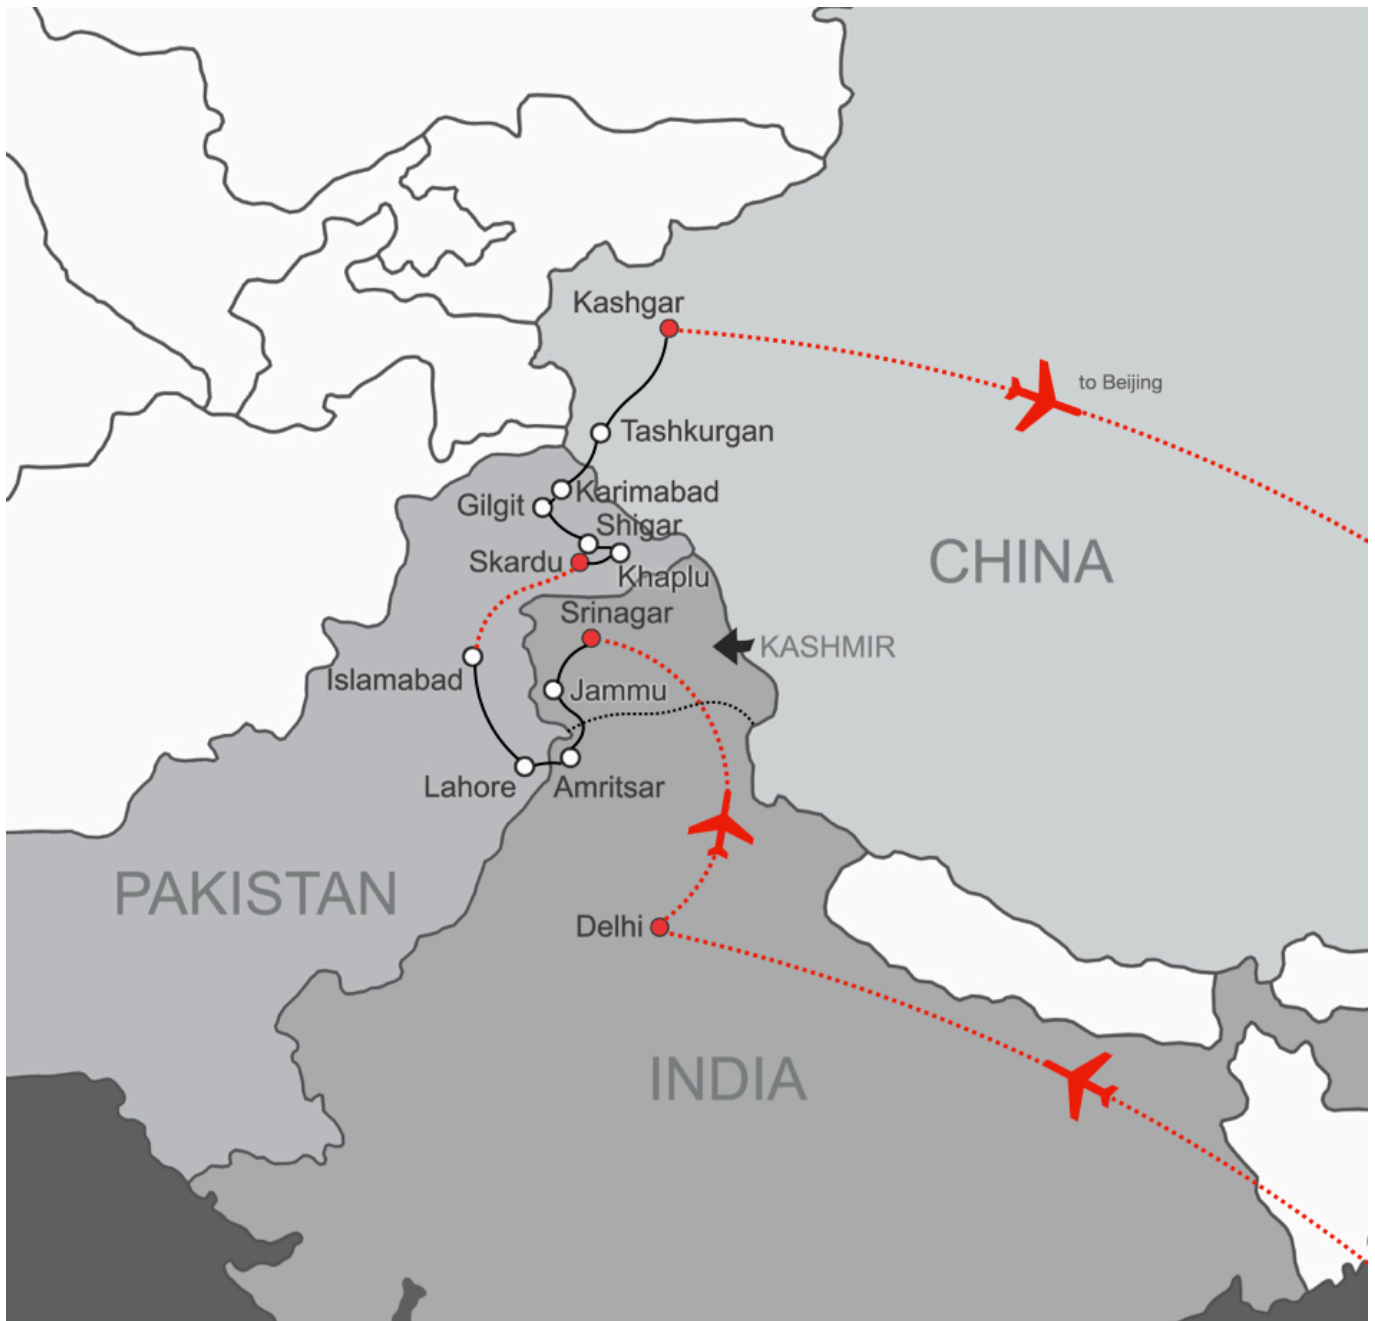 Kashgar
to Beijing
Tashkurgan
Karimabad
Gilgit
Shigar
CHINA
Skardu
Khaplu
Srinagar
KASHMIR
Islamabad
Jammu
Lahore
Amritsar
PAKISTAN
Delhi
INDIA